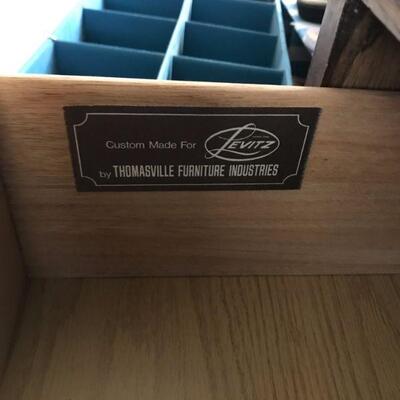 Custom Made For LEVITZ
by THOMASVILLE FURNITURE INDUSTRIES